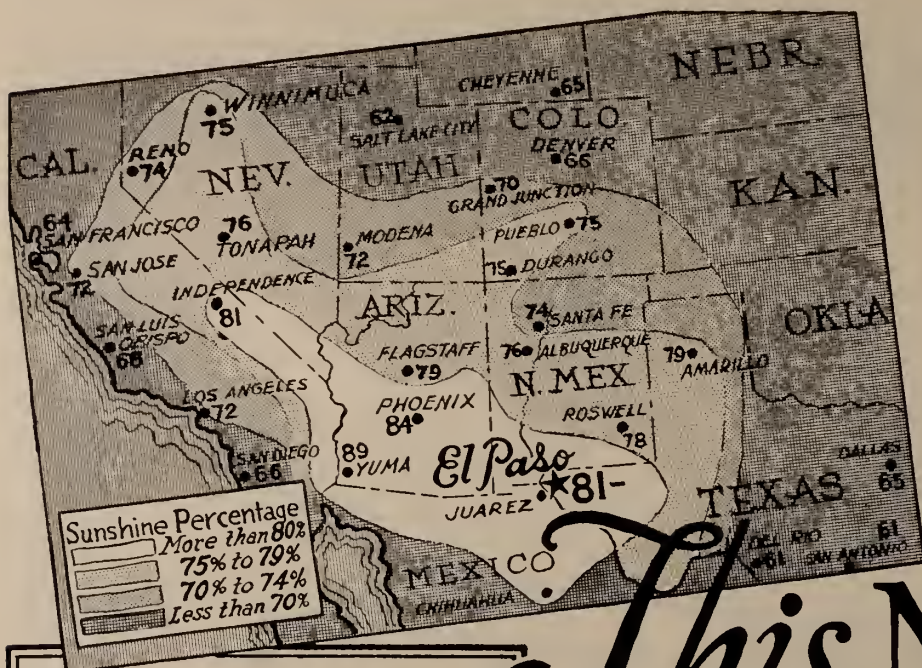 NEBR.
CHEYENNE
65
WINNIMUCA
75
62
SALT LAKE CITY
COLO
DENVER
66
CAL.
RENO
74
NEV.
UTAH
70
GRAND JUNCTION
KAN.
64
SAN FRANCISCO
76
TONAPAH
MODENA
72
PUEBLO 75
SAN JOSE
72
75 DURANGO
INDEPENDENCE
81
ARIZ.
74
SANTA FE
OKLA
SAN LUIS
OBISPO
68
FLAGSTAFF
79
76 ALBUQUERQUE
79
AMARILLO
N. MEX
LOS ANGELES
72
PHOENIX
84
ROSWELL
78
SAN DIEGO
66
89
YUMA
El Paso
81-
JUAREZ
DALLAS
65
TEXAS
Sunshine Percentage
More than 80%
75% to 79%
70% to 74%
Less than 70%
DEL RIO
61
61
SAN ANTONIO
MEXICO
CHIHUAHUA
This N